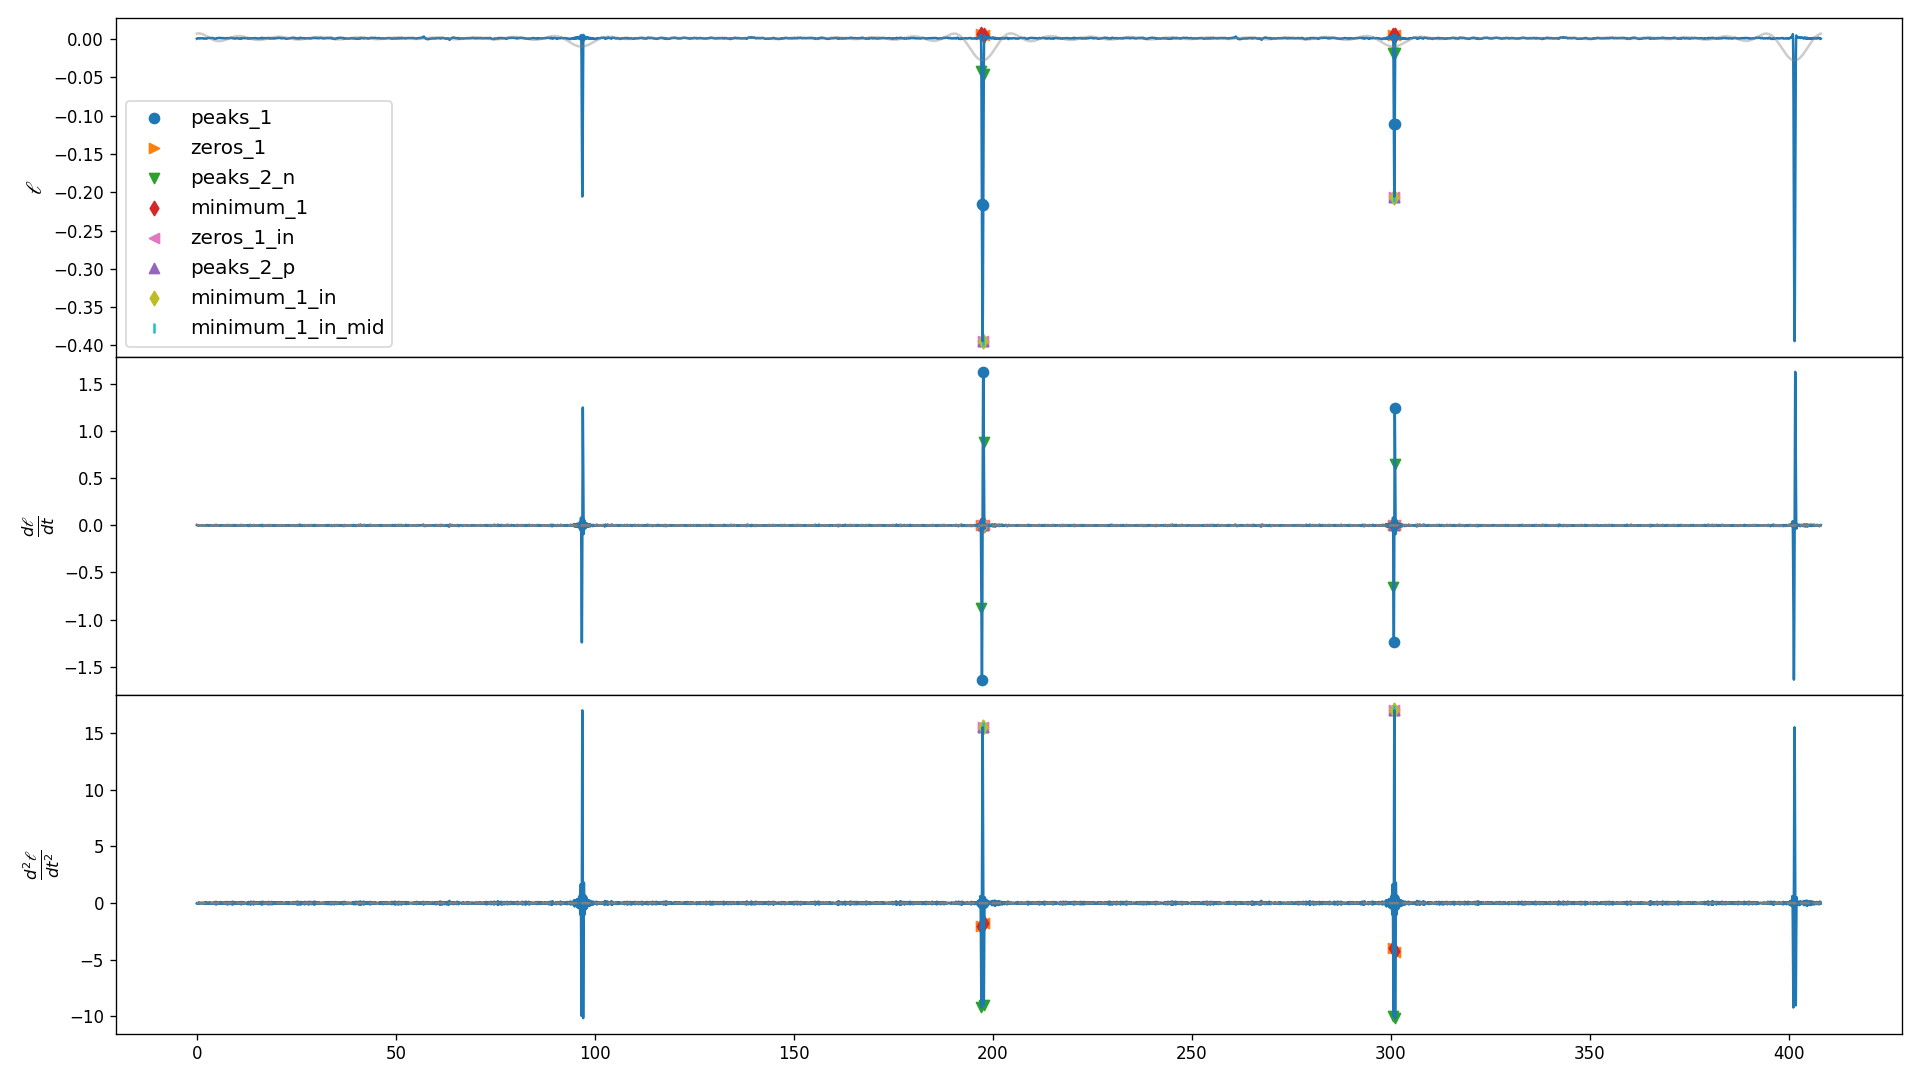 0.00
−0.05
−0.10
−0.15
−0.20
−0.25
−0.30
−0.35
−0.40
ℓ
peaks_1
zeros_1
peaks_2_n
minimum_1
zeros_1_in
peaks_2_p
minimum_1_in
minimum_1_in_mid
1.5
1.0
0.5
0.0
−0.5
−1.0
−1.5
dℓ
dt
15
10
5
0
−5
−10
d²ℓ
dt²
0 50 100 150 200 250 300 350 400